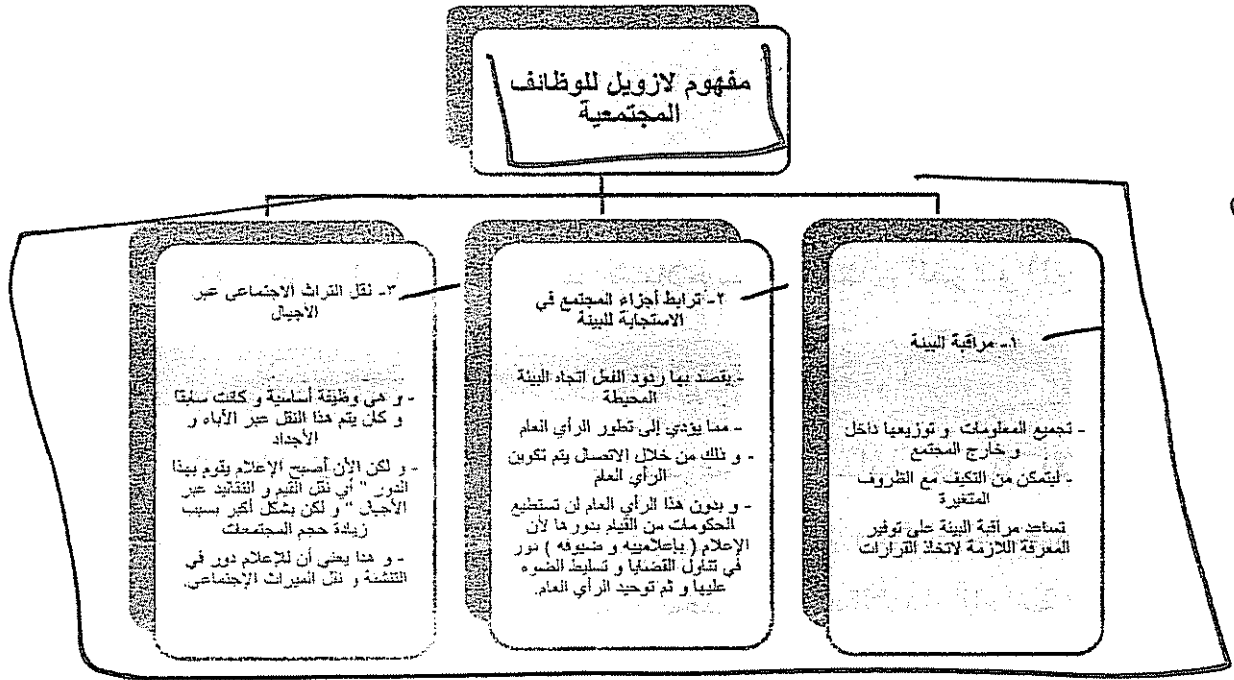 مفهوم لازويل للوظائف
المجتمعية
١- مراقبة البيئة
- تجميع المعلومات و توزيعها داخل
و خارج المجتمع
- ليتمكن من التكيف مع الظروف
المتغيرة
تساعد مراقبة البيئة على توفير
المعرفة اللازمة لاتخاذ القرارات
٢- ترابط أجزاء المجتمع في
الاستجابة للبيئة
- يقصد بها ردود الفعل اتجاه البيئة
المحيطة
- مما يؤدي إلى تطور الرأي العام
- و ذلك من خلال الاتصال يتم تكوين
الرأي العام
- و بدون هذا الرأي العام لن تستطيع
الحكومات من القيام بدورها لأن
الإعلام ( بإعلامييه و ضيوفه ) دور
في تناول القضايا و تسليط الضوء
عليها و ثم توحيد الرأي العام.
٣- نقل التراث الاجتماعى عبر
الاجيال
- و هى وظيفة أساسية و كانت سابقا
و كان يتم هذا النقل عبر الآباء و
الأجداد
- و لكن الآن أصبح الإعلام يقوم بهذا
الدور " أي نقل القيم و التقاليد عبر
الأجيال " و لكن بشكل أكبر بسبب
زيادة حجم المجتمعات
- و هذا يعنى أن للإعلام دور في
التنشئة و نقل الميراث الإجتماعي.